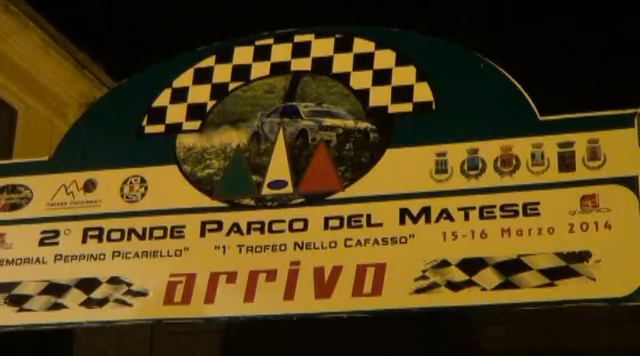 2° RONDE PARCO DEL MATESE
EMORIAL PEPPINO PICARIELLO" "1° TROFEO NELLO CAFASSO" 15-16 Marzo 2014
arrivo